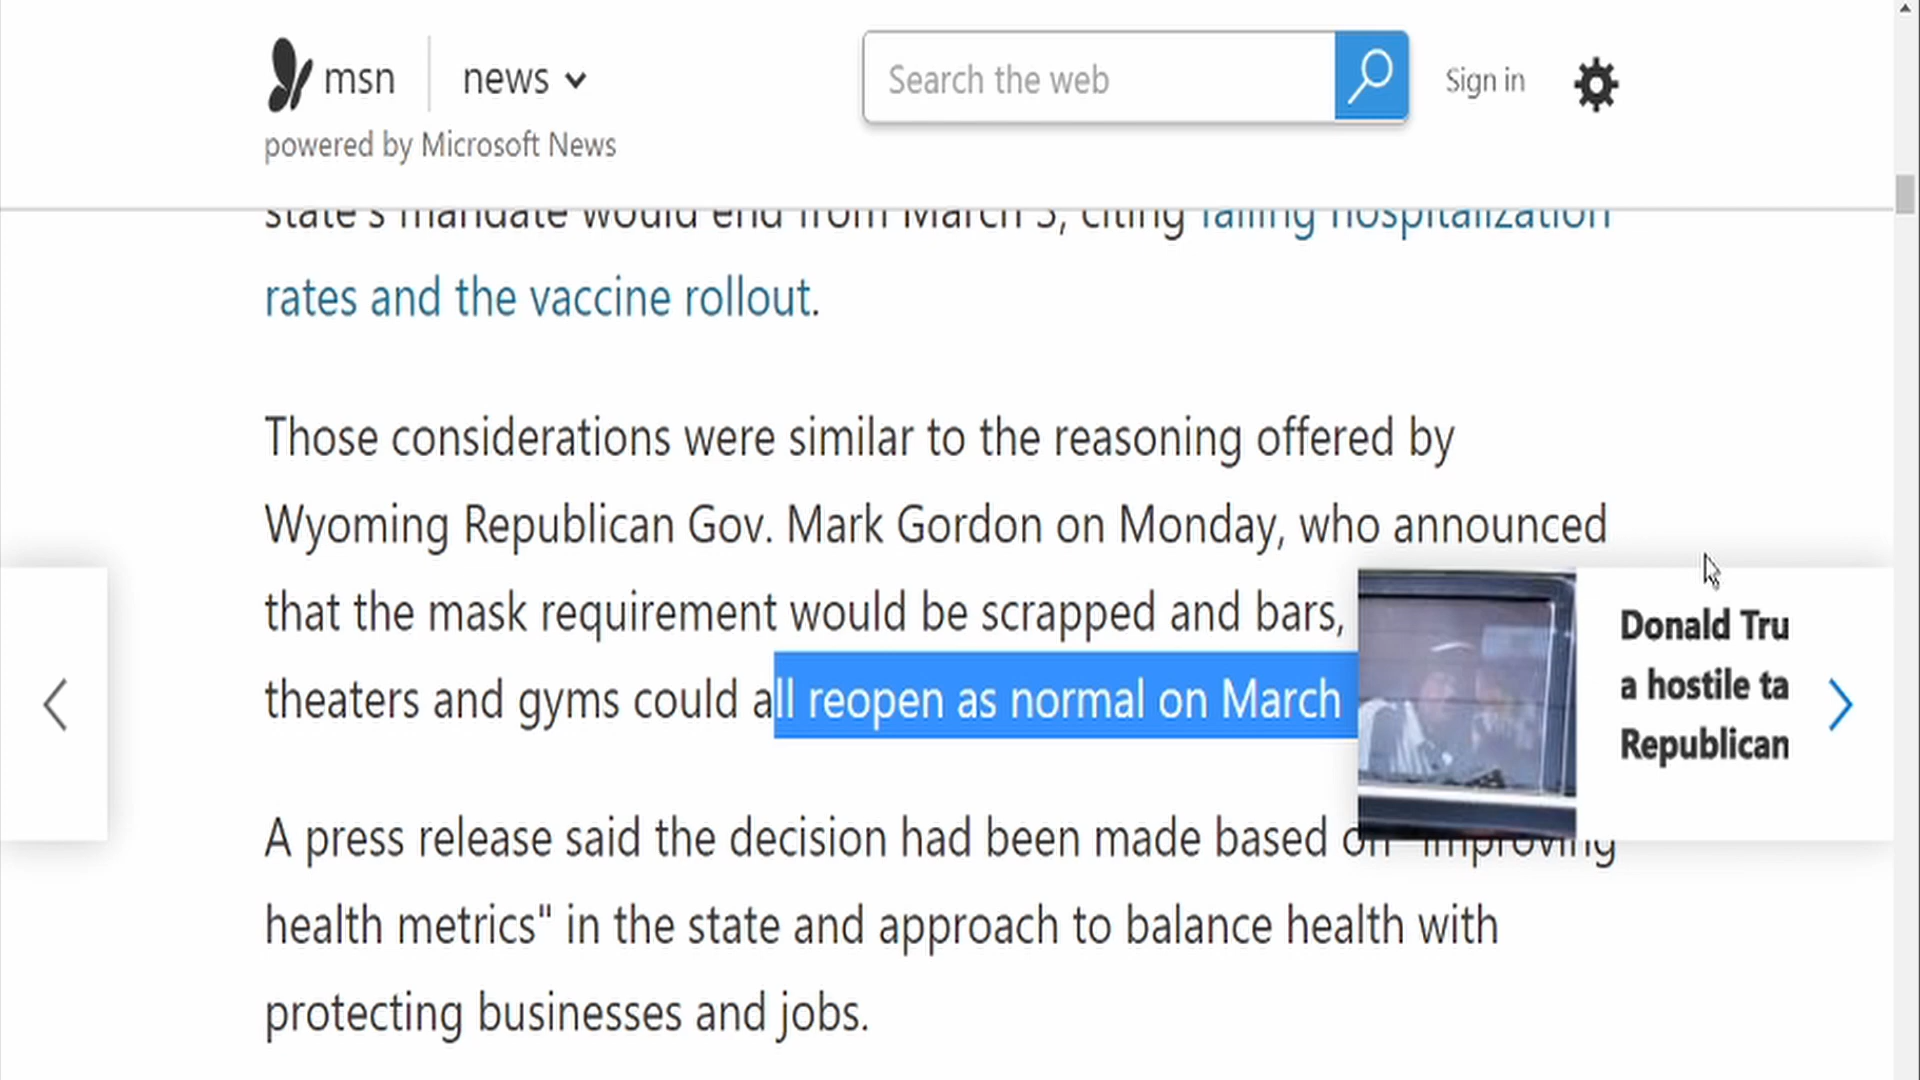 msn news
Search the web
Sign in
powered by Microsoft News
state's mandate would end from March 5, citing falling hospitalization
rates and the vaccine rollout.
Those considerations were similar to the reasoning offered by
Wyoming Republican Gov. Mark Gordon on Monday, who announced
that the mask requirement would be scrapped and bars,
theaters and gyms could all reopen as normal on March
Donald Tru
a hostile ta
Republican
A press release said the decision had been made based on "improving
health metrics" in the state and approach to balance health with
protecting businesses and jobs.